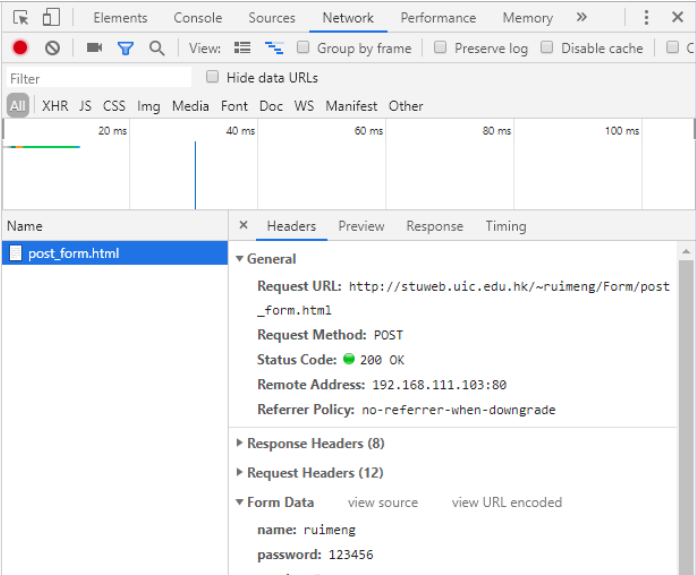 Elements Console Sources Network Performance Memory »
View: Group by frame Preserve log Disable cache
Filter Hide data URLs
All XHR JS CSS Img Media Font Doc WS Manifest Other
20 ms 40 ms 60 ms 80 ms 100 ms
Name × Headers Preview Response Timing
post_form.html
▼ General
Request URL: http://stuweb.uic.edu.hk/~ruimeng/Form/post
_form.html
Request Method: POST
Status Code: 200 OK
Remote Address: 192.168.111.103:80
Referrer Policy: no-referrer-when-downgrade
▶ Response Headers (8)
▶ Request Headers (12)
▼ Form Data view source view URL encoded
name: ruimeng
password: 123456